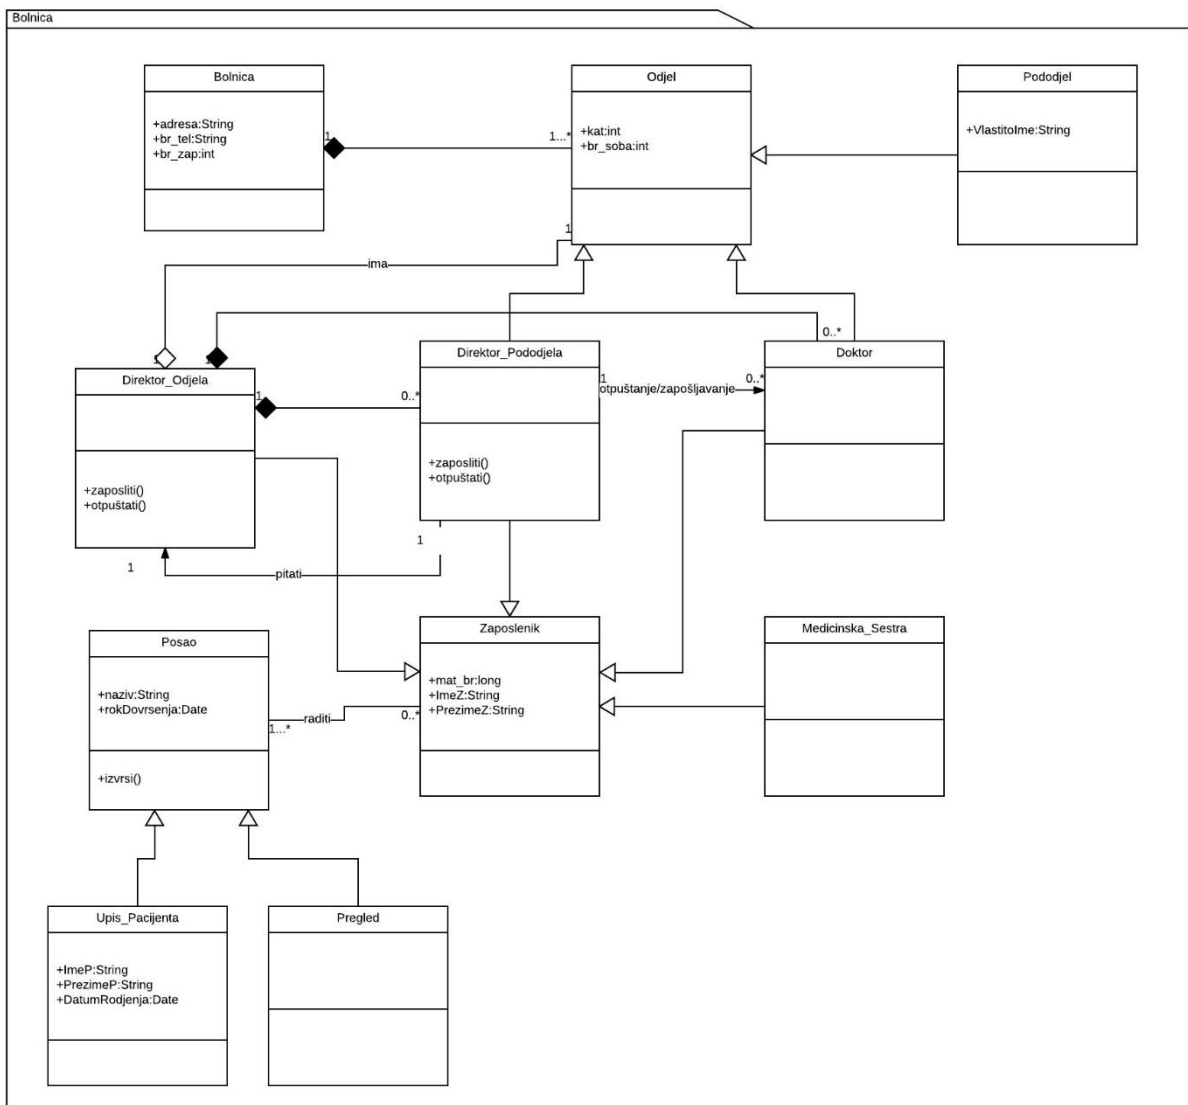 Bolnica
Bolnica
+adresa:String
+br_tel:String
+br_zap:int
1
1...*
Odjel
+kat:int
+br_soba:int
1
Pododjel
+VlastitoIme:String
ima
1
1
0..*
Direktor_Odjela
+zaposliti()
+otpuštati()
1
0..*
Direktor_Pododjela
+zaposliti()
+otpuštati()
1
0..*
otpuštanje/zapošljavanje
Doktor
1
1
pitati
Posao
+naziv:String
+rokDovrsenja:Date
+izvrsi()
1...*
raditi
0..*
Zaposlenik
+mat_br:long
+ImeZ:String
+PrezimeZ:String
Medicinska_Sestra
Upis_Pacijenta
+ImeP:String
+PrezimeP:String
+DatumRodjenja:Date
Pregled